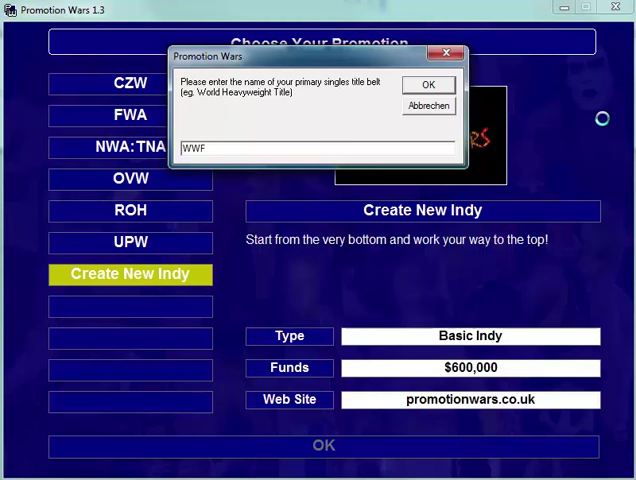 Promotion Wars 1.3
Choose Your Promotion
Promotion Wars
Please enter the name of your primary singles title belt
(eg. World Heavyweight Title)
OK
Abbrechen
WWF
CZW
FWA
NWA:TNA
OVW
ROH
UPW
Create New Indy
Create New Indy
Start from the very bottom and work your way to the top!
Type
Basic Indy
Funds
$600,000
Web Site
promotionwars.co.uk
OK